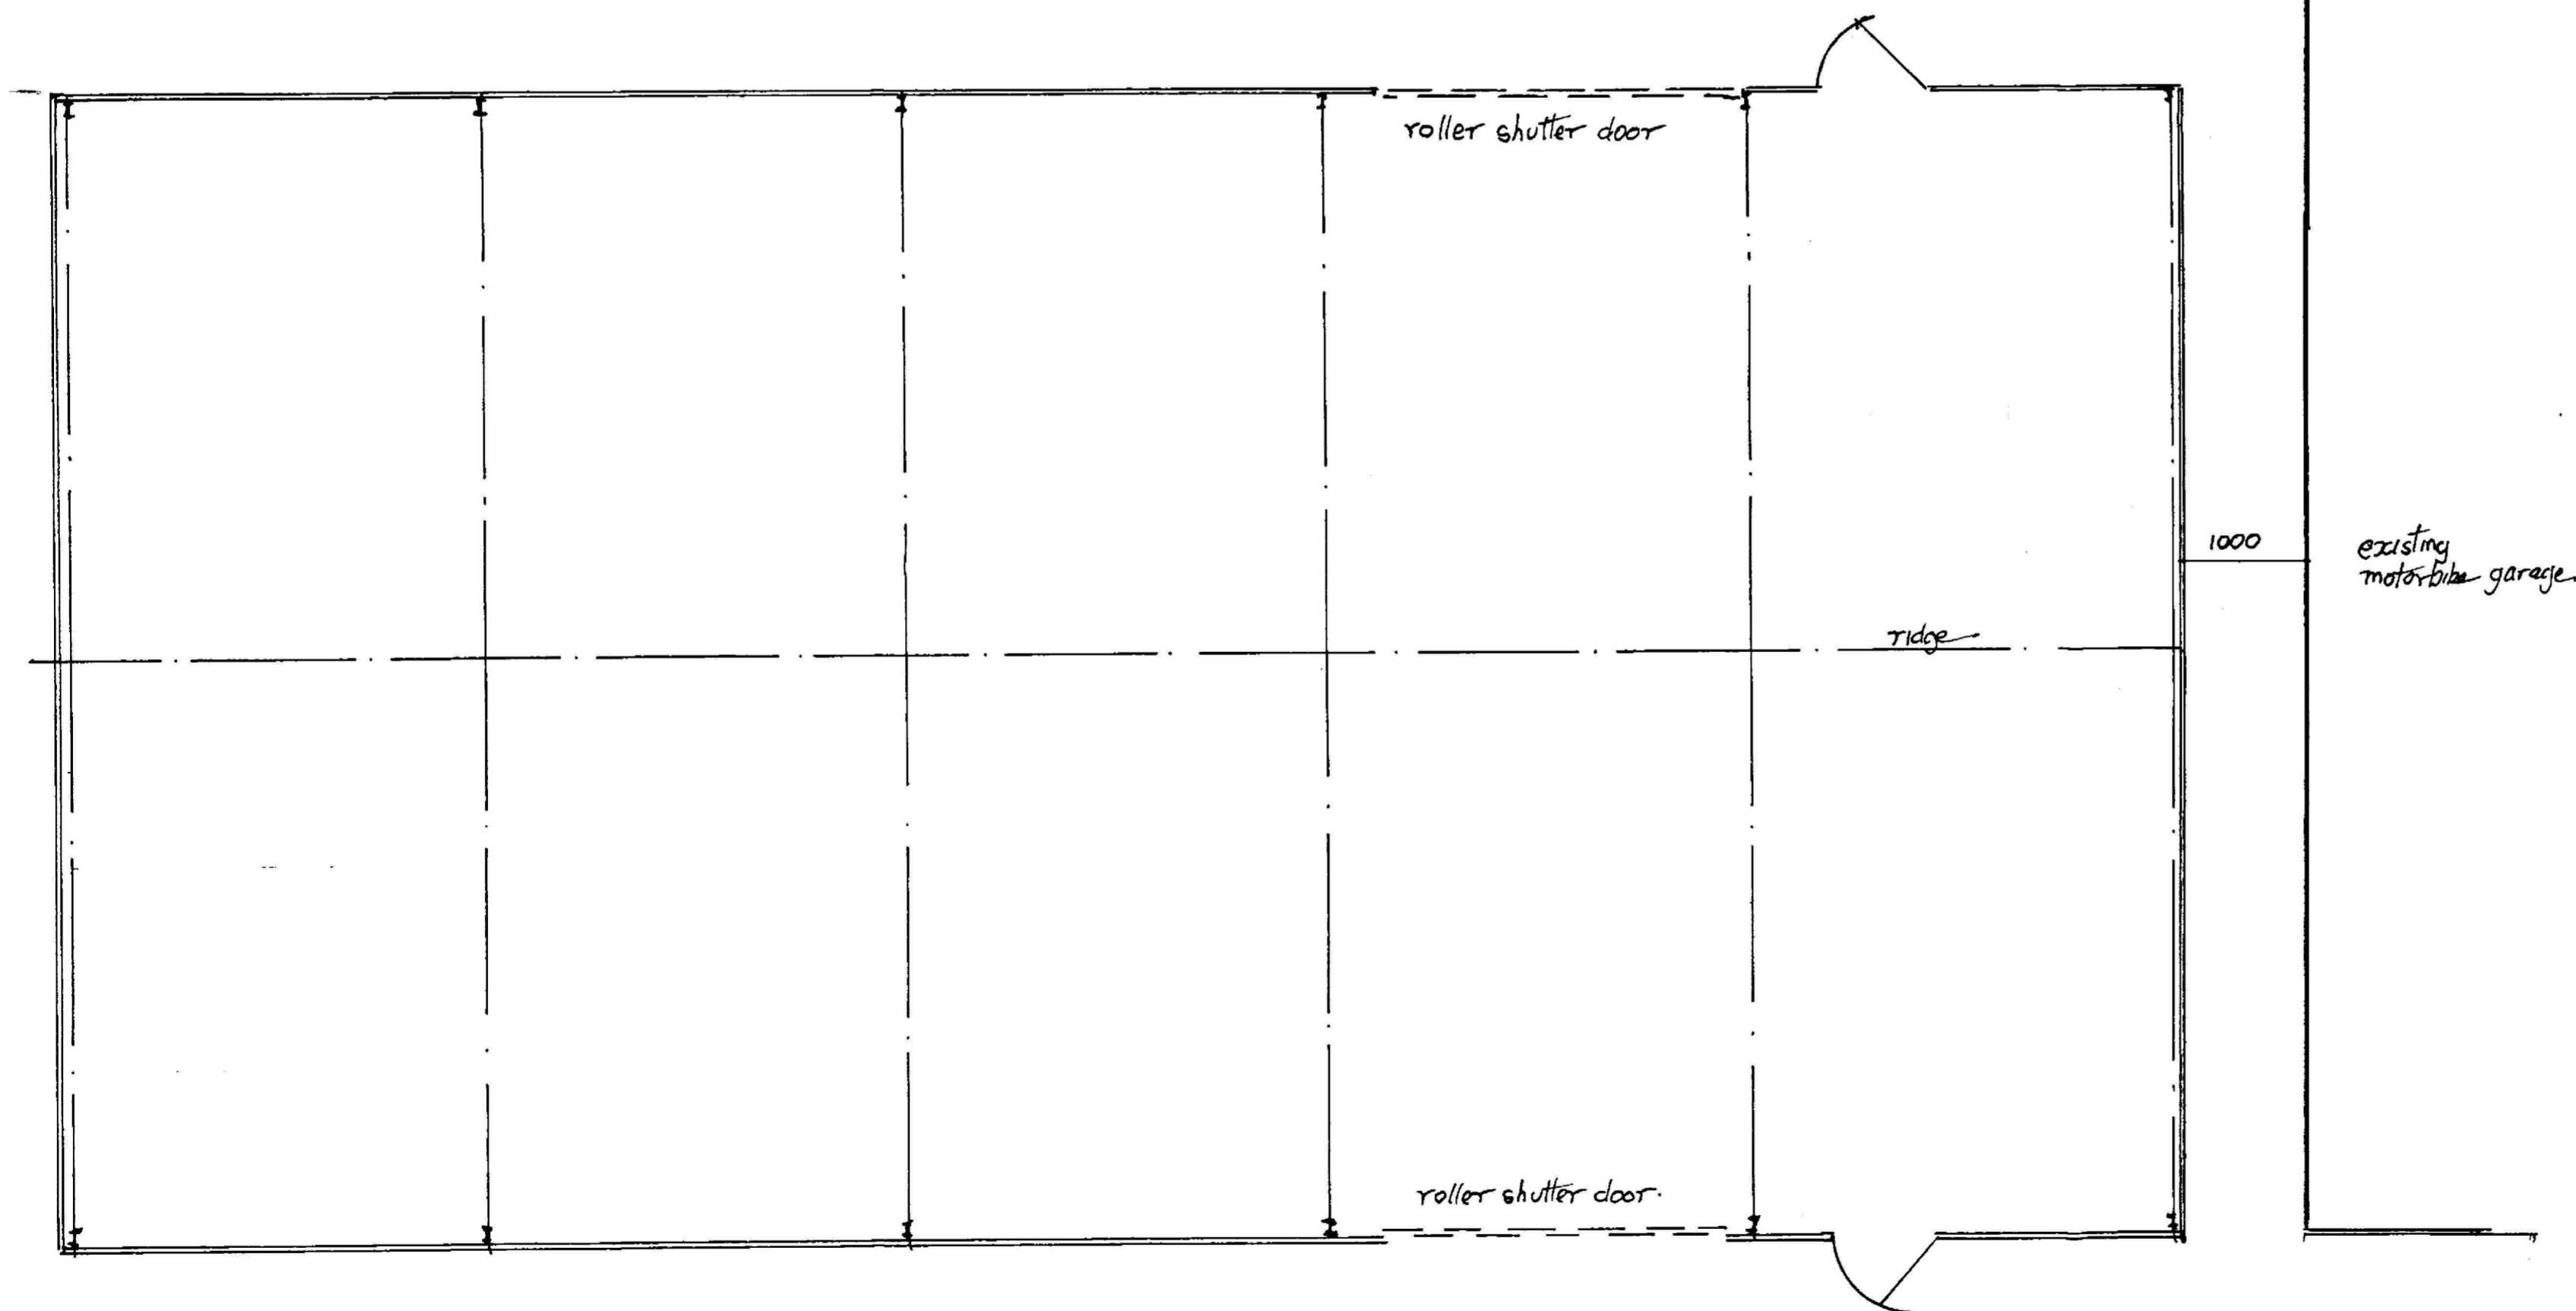 roller shutter door
1000
existing
motorbike garage
ridge
roller shutter door.